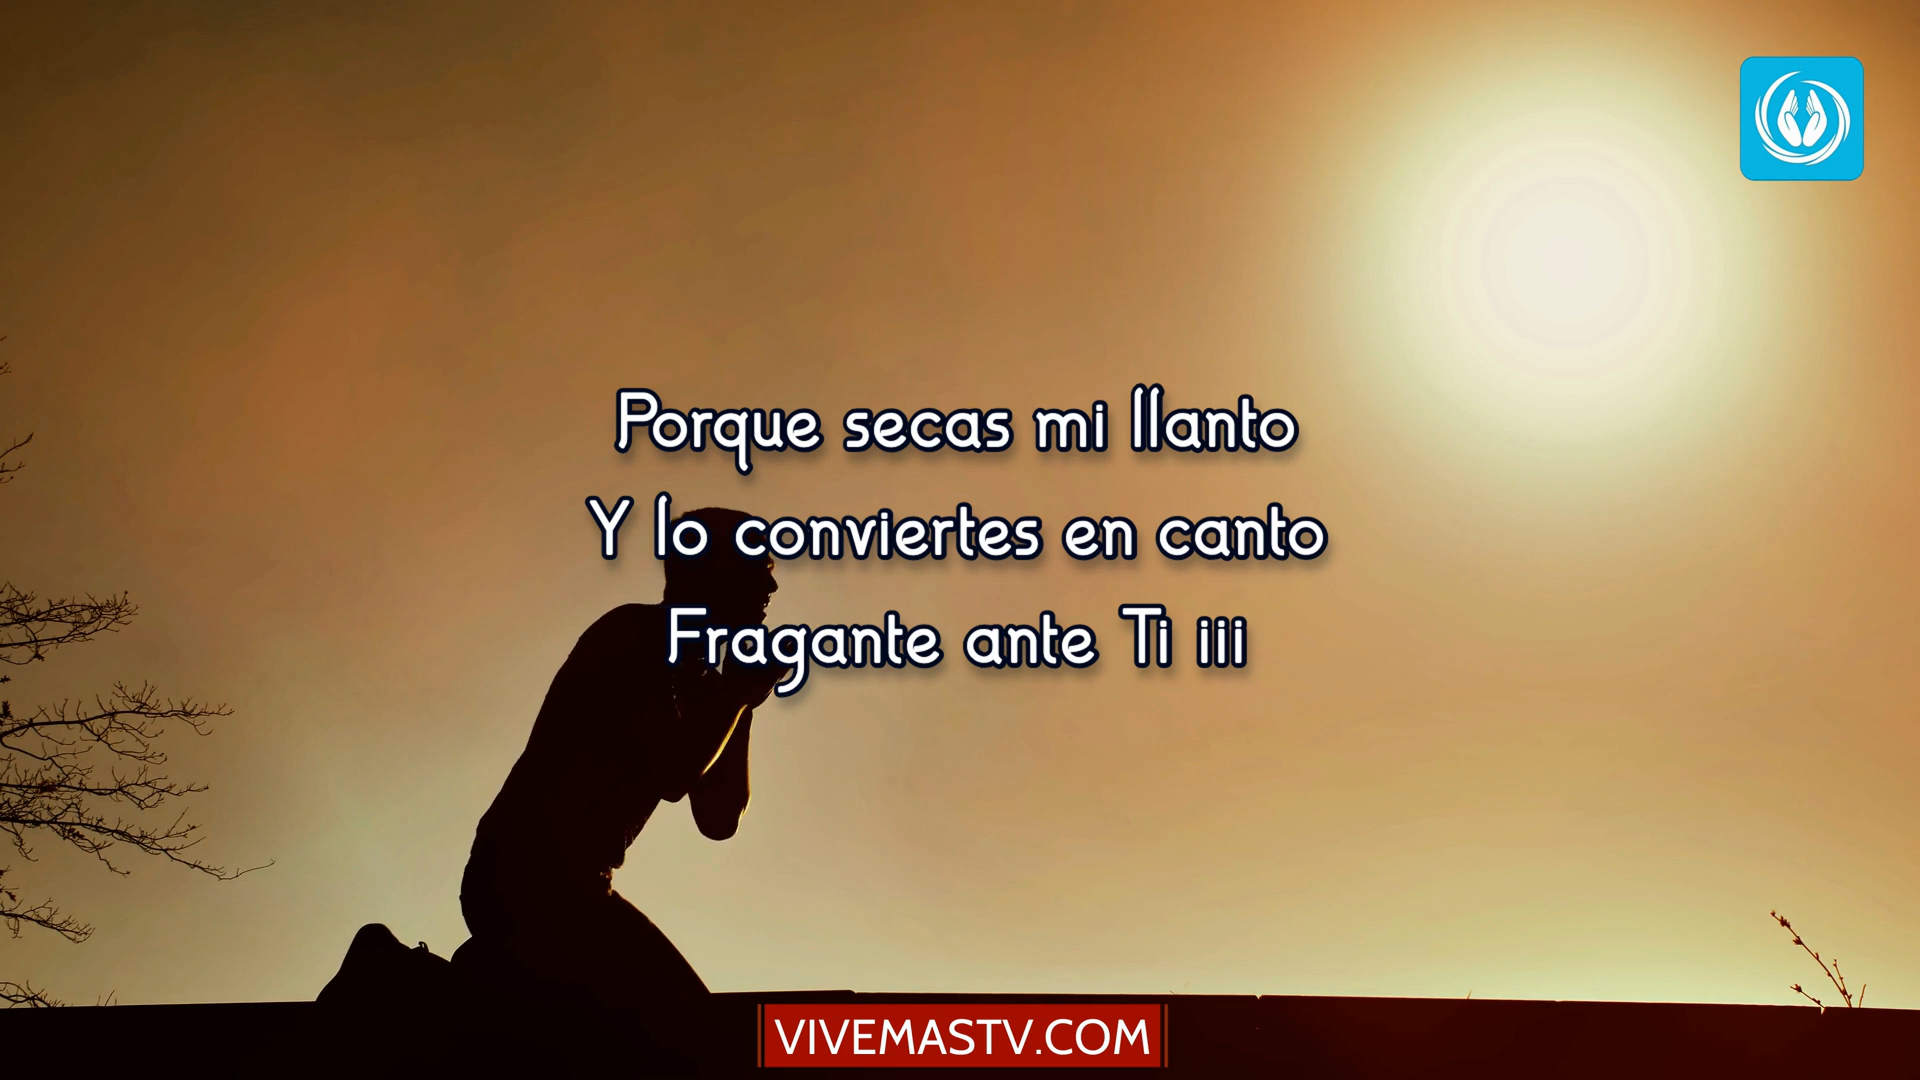 Porque secas mi llanto
Y lo conviertes en canto
Fragante ante Ti iii
VIVEMASTV.COM